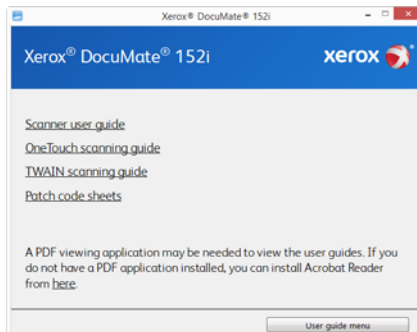 Xerox® DocuMate® 152i
Xerox® DocuMate® 152i
xerox
Scanner user guide
OneTouch scanning guide
TWAIN scanning guide
Patch code sheets
A PDF viewing application may be needed to view the user guides. If you
do not have a PDF application installed, you can install Acrobat Reader
from here.
User guide menu